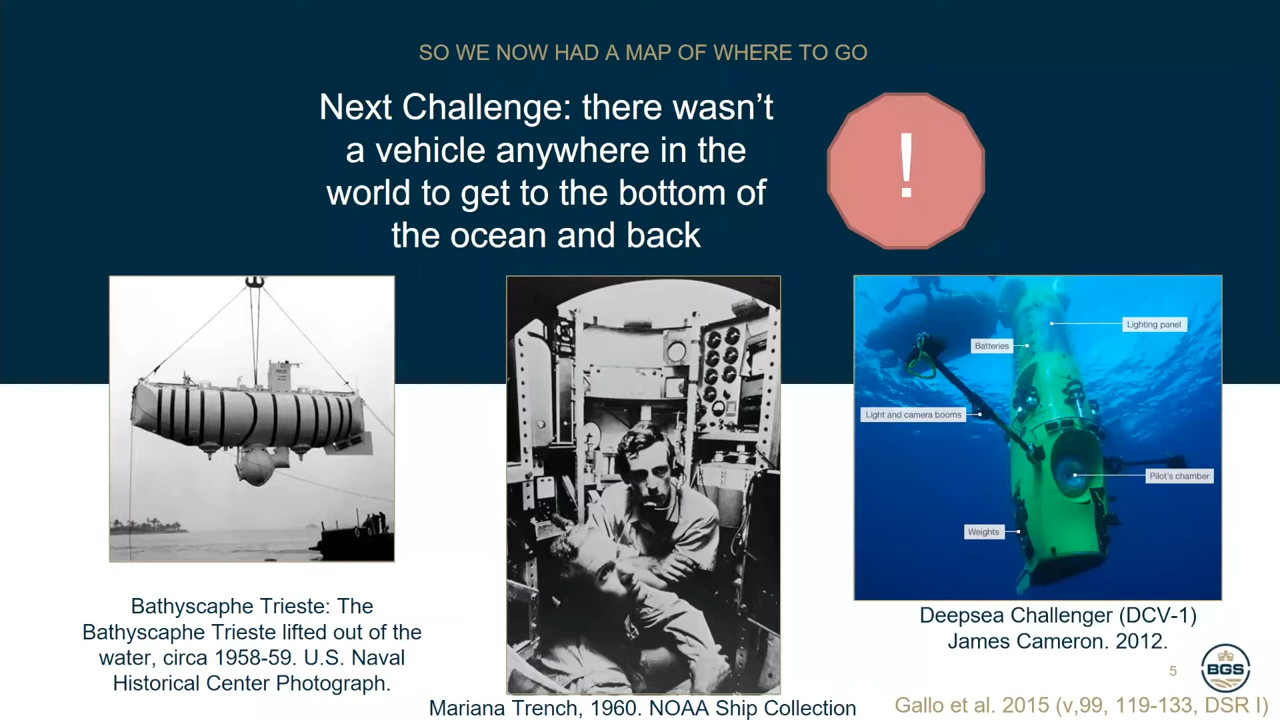 SO WE NOW HAD A MAP OF WHERE TO GO
Next Challenge: there wasn't
a vehicle anywhere in the
world to get to the bottom of
the ocean and back
!
Lighting panel
Batteries
Light and camera booms
Pilot's chamber
Weights
Bathyscaphe Trieste: The
Bathyscaphe Trieste lifted out of the
water, circa 1958-59. U.S. Naval
Historical Center Photograph.
Mariana Trench, 1960. NOAA Ship Collection
Deepsea Challenger (DCV-1)
James Cameron. 2012.
5
BGS
Gallo et al. 2015 (v,99, 119-133, DSR I)